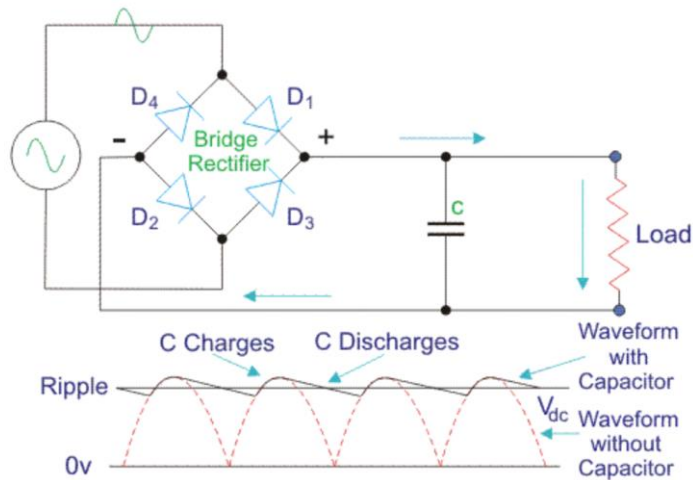 D4
D1
-
Bridge
Rectifier
+
D2
D3
C
Load
C Charges
C Discharges
Waveform
with
Capacitor
Ripple
Vdc
Waveform
without
Capacitor
0v